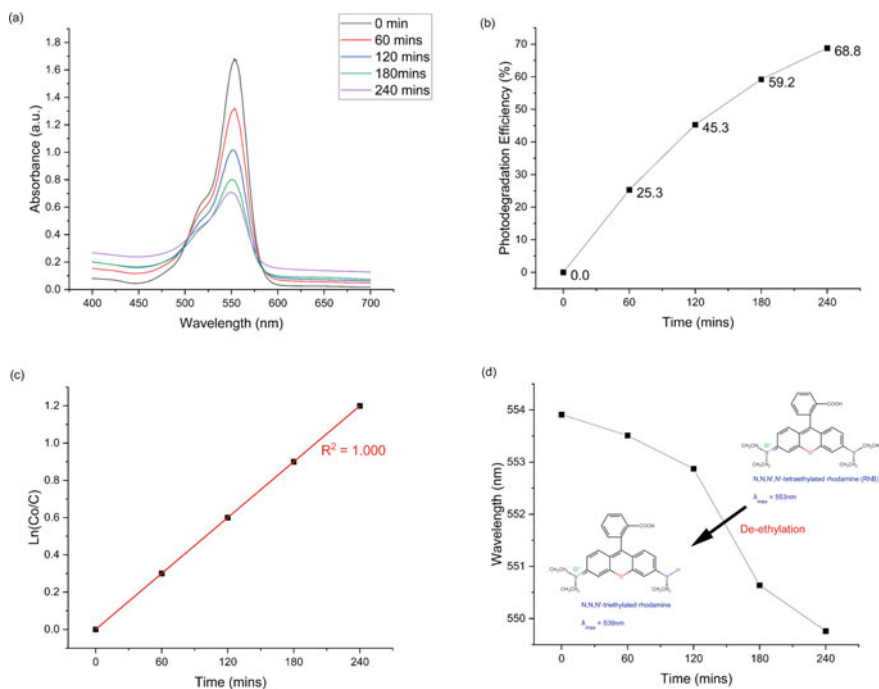 (a)
0 min
60 mins
120 mins
180mins
240 mins
1.8
1.6
1.4
1.2
1.0
0.8
0.6
0.4
0.2
0.0
Absorbance (a.u.)
400
450
500
550
600
650
700
Wavelength (nm)
(b)
70
60
50
40
30
20
10
0
Photodegradation Efficiency (%)
0.0
25.3
45.3
59.2
68.8
0
60
120
180
240
Time (mins)
(c)
1.2
1.0
0.8
0.6
0.4
0.2
0.0
Ln(Co/C)
R² = 1.000
0
60
120
180
240
Time (mins)
(d)
554
553
552
551
550
Wavelength (nm)
COOH
N,N,N',N'-tetraethylated rhodamine (RhB)
λmax = 553nm
De-ethylation
COOH
N,N,N'-triethylated rhodamine
λmax = 539nm
0
60
120
180
240
Time (mins)